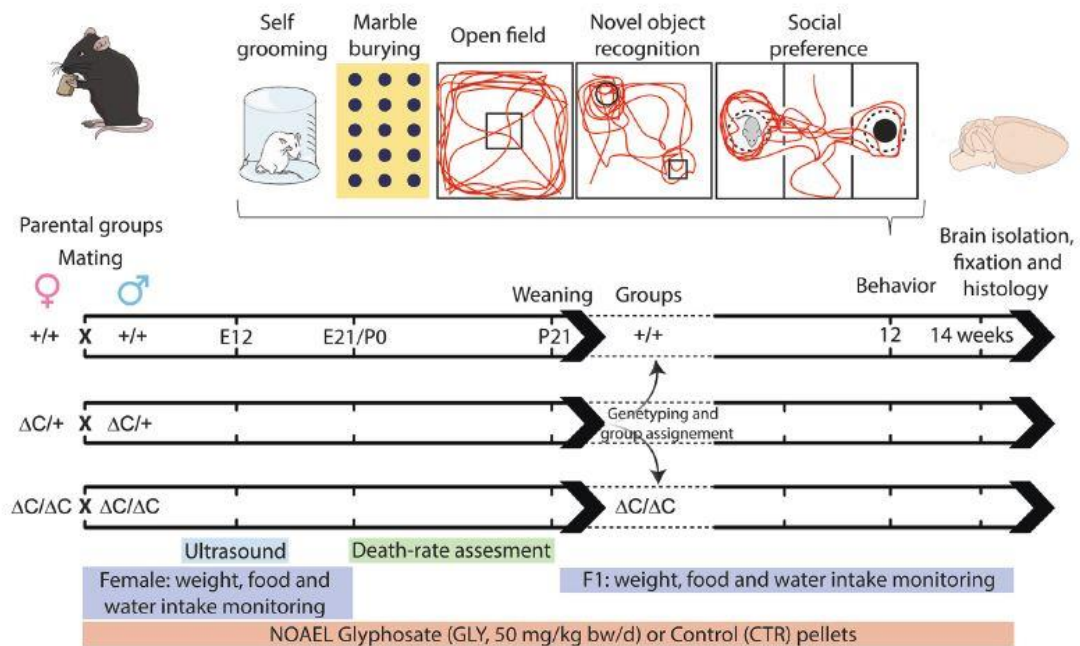 Self
grooming
Marble
burying
Open field
Novel object
recognition
Social
preference
Parental groups
Mating
♀
♂
Weaning
Groups
Behavior
Brain isolation,
fixation and
histology
+/+ X +/+
E12
E21/P0
P21
+/+
12
14 weeks
ΔC/+ X ΔC/+
Genetyping and
group assignement
ΔC/ΔC X ΔC/ΔC
ΔC/ΔC
Ultrasound
Death-rate assesment
Female: weight, food and
water intake monitoring
F1: weight, food and water intake monitoring
NOAEL Glyphosate (GLY, 50 mg/kg bw/d) or Control (CTR) pellets